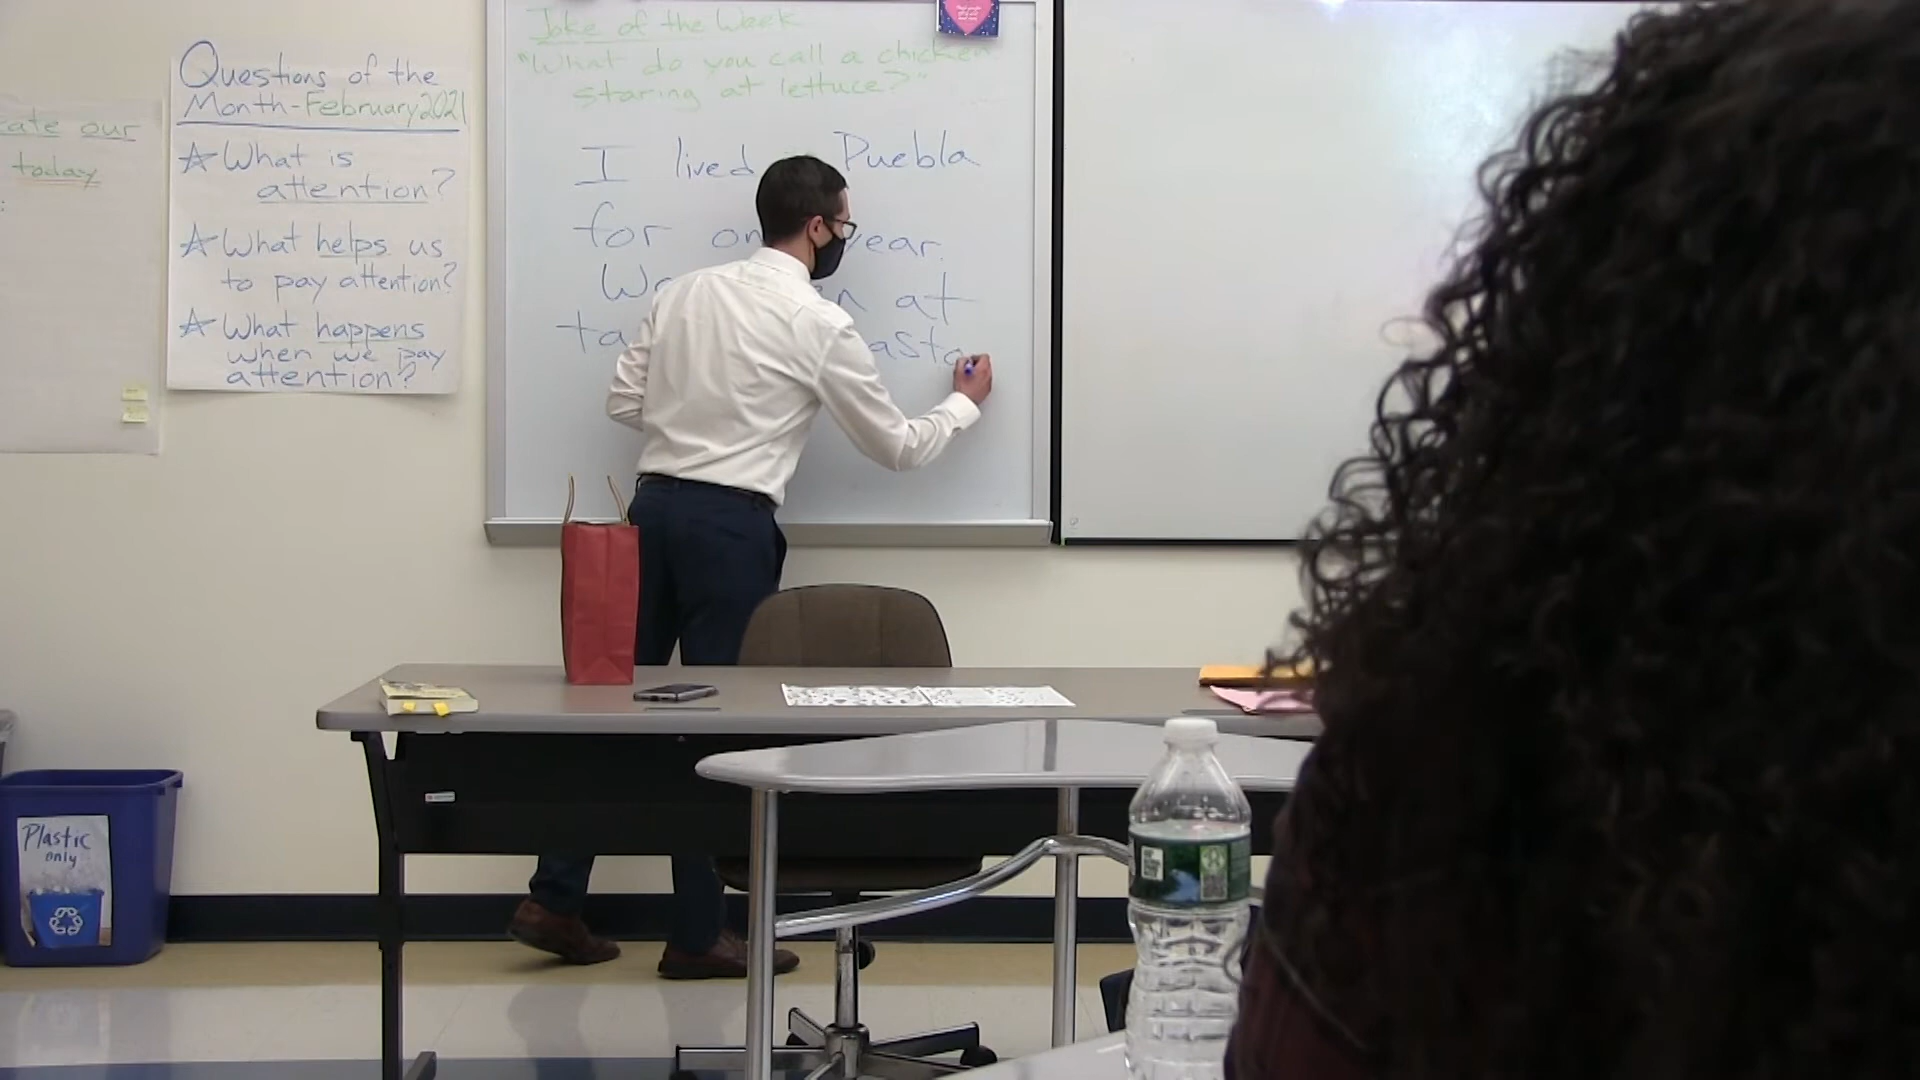 our
today
Questions of the
Month-February 2021
What is
attention?
What helps us
to pay attention?
What happens
when we pay
attention?
Joke of the Week
"What do you call a chicken
staring at lettuce?"
I lived Puebla
for year.
at
Plastic
only